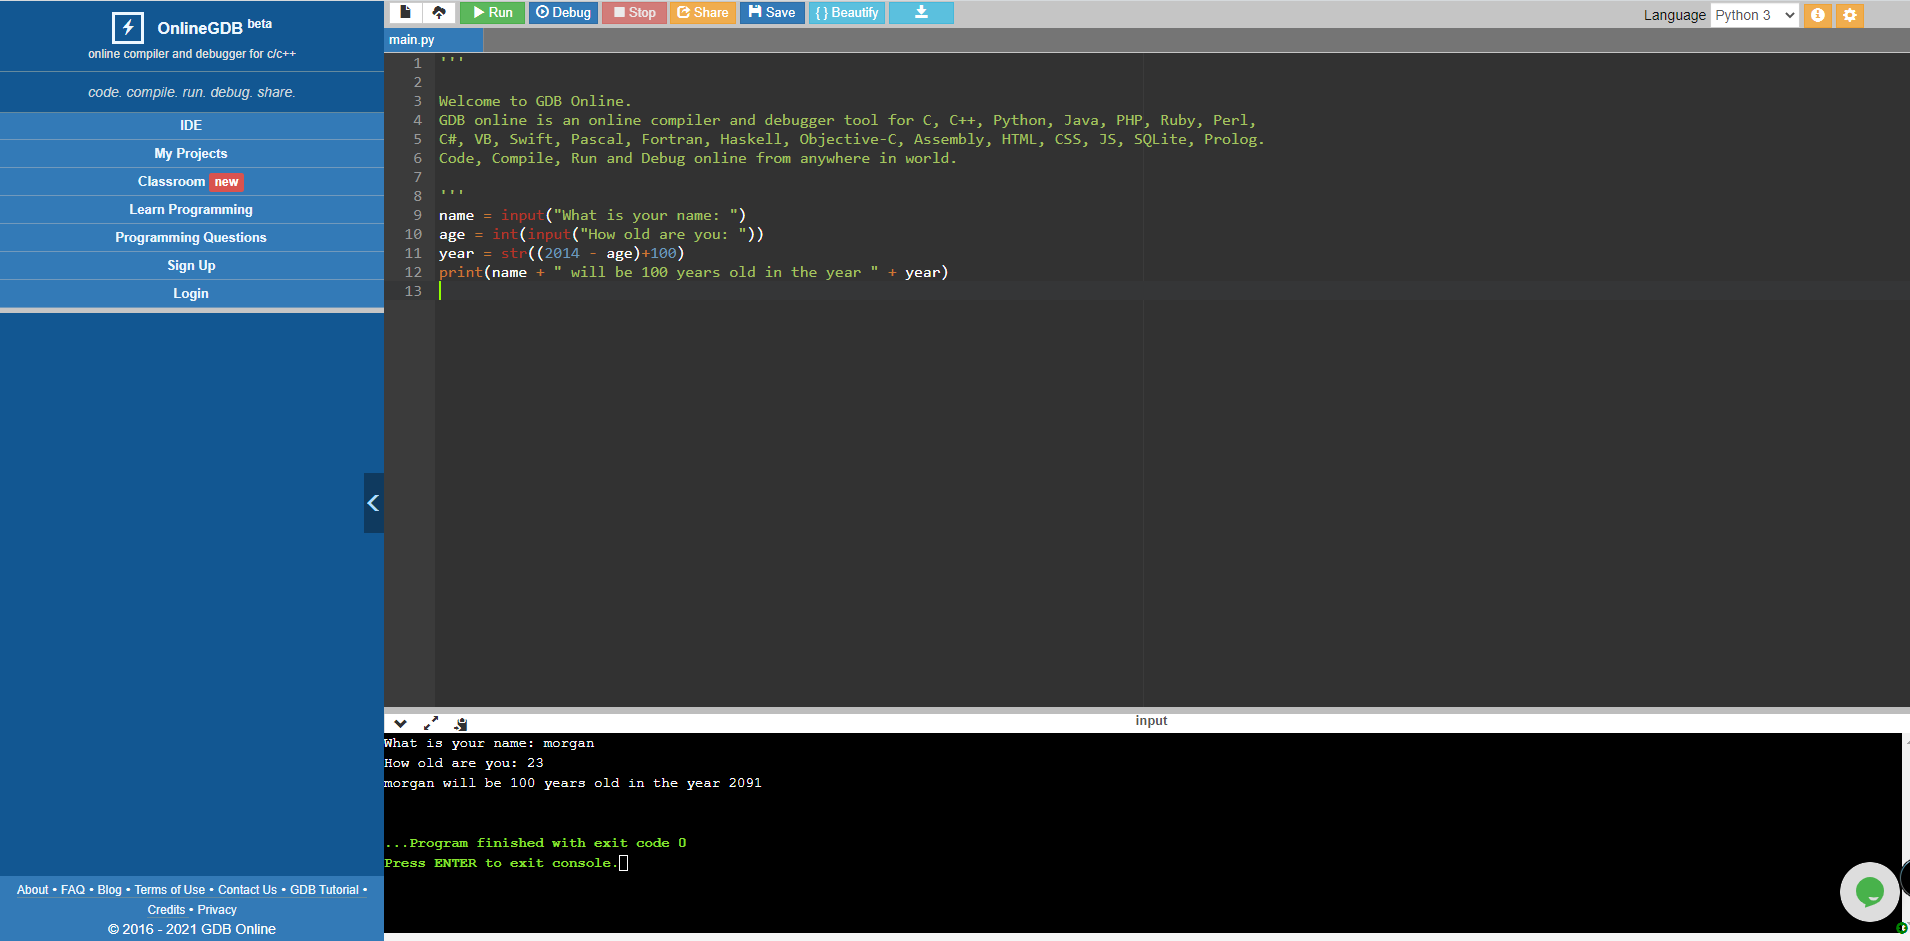 OnlineGDB beta
online compiler and debugger for c/c++
code. compile. run. debug. share.
IDE
My Projects
Classroom new
Learn Programming
Programming Questions
Sign Up
Login
About • FAQ • Blog • Terms of Use • Contact Us • GDB Tutorial •
Credits • Privacy
© 2016 - 2021 GDB Online
Run Debug Stop Share Save { } Beautify
Language Python 3
main.py
1 '''
2
3 Welcome to GDB Online.
4 GDB online is an online compiler and debugger tool for C, C++, Python, Java, PHP, Ruby, Perl,
5 C#, VB, Swift, Pascal, Fortran, Haskell, Objective-C, Assembly, HTML, CSS, JS, SQLite, Prolog.
6 Code, Compile, Run and Debug online from anywhere in world.
7
8 '''
9 name = input("What is your name: ")
10 age = int(input("How old are you: "))
11 year = str((2014 - age)+100)
12 print(name + " will be 100 years old in the year " + year)
13
input
What is your name: morgan
How old are you: 23
morgan will be 100 years old in the year 2091
...Program finished with exit code 0
Press ENTER to exit console.